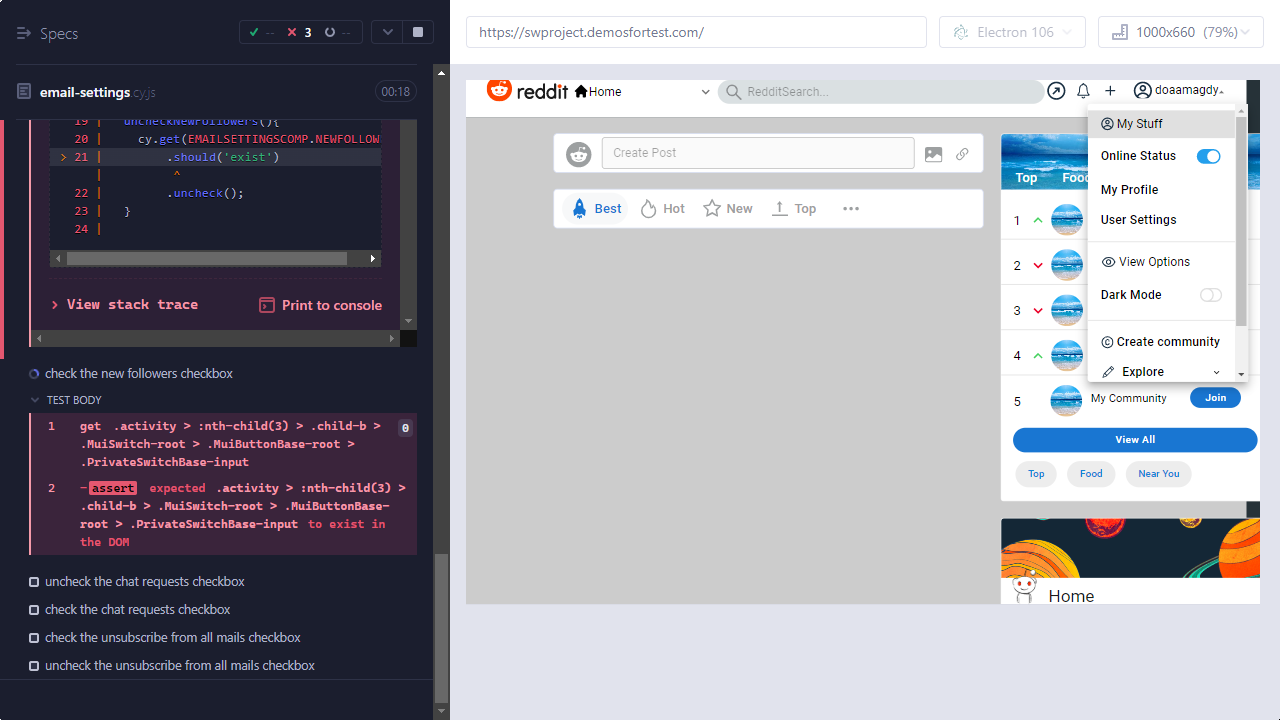 Specs
-- 3 --
https://swproject.demosfortest.com/
Electron 106
1000x660 (79%)
email-settings.cy.js
00:18
19 | uncheckNewFollowers(){
20 | cy.get(EMAILSETTINGSCOMP.NEWFOLLOW
> 21 | .should('exist')
| ^
22 | .uncheck();
23 | }
24 |
View stack trace
Print to console
check the new followers checkbox
TEST BODY
1 get .activity > :nth-child(3) > .child-b > 0
.MuiSwitch-root > .MuiButtonBase-root >
.PrivateSwitchBase-input
2 -assert expected .activity > :nth-child(3) >
.child-b > .MuiSwitch-root > .MuiButtonBase-
root > .PrivateSwitchBase-input to exist in
the DOM
uncheck the chat requests checkbox
check the chat requests checkbox
check the unsubscribe from all mails checkbox
uncheck the unsubscribe from all mails checkbox
reddit
Home
RedditSearch...
doaamagdy
Create Post
Best Hot New Top
Top Food
1
2
3
4
5 My Community Join
View All
Top Food Near You
Home
My Stuff
Online Status
My Profile
User Settings
View Options
Dark Mode
Create community
Explore